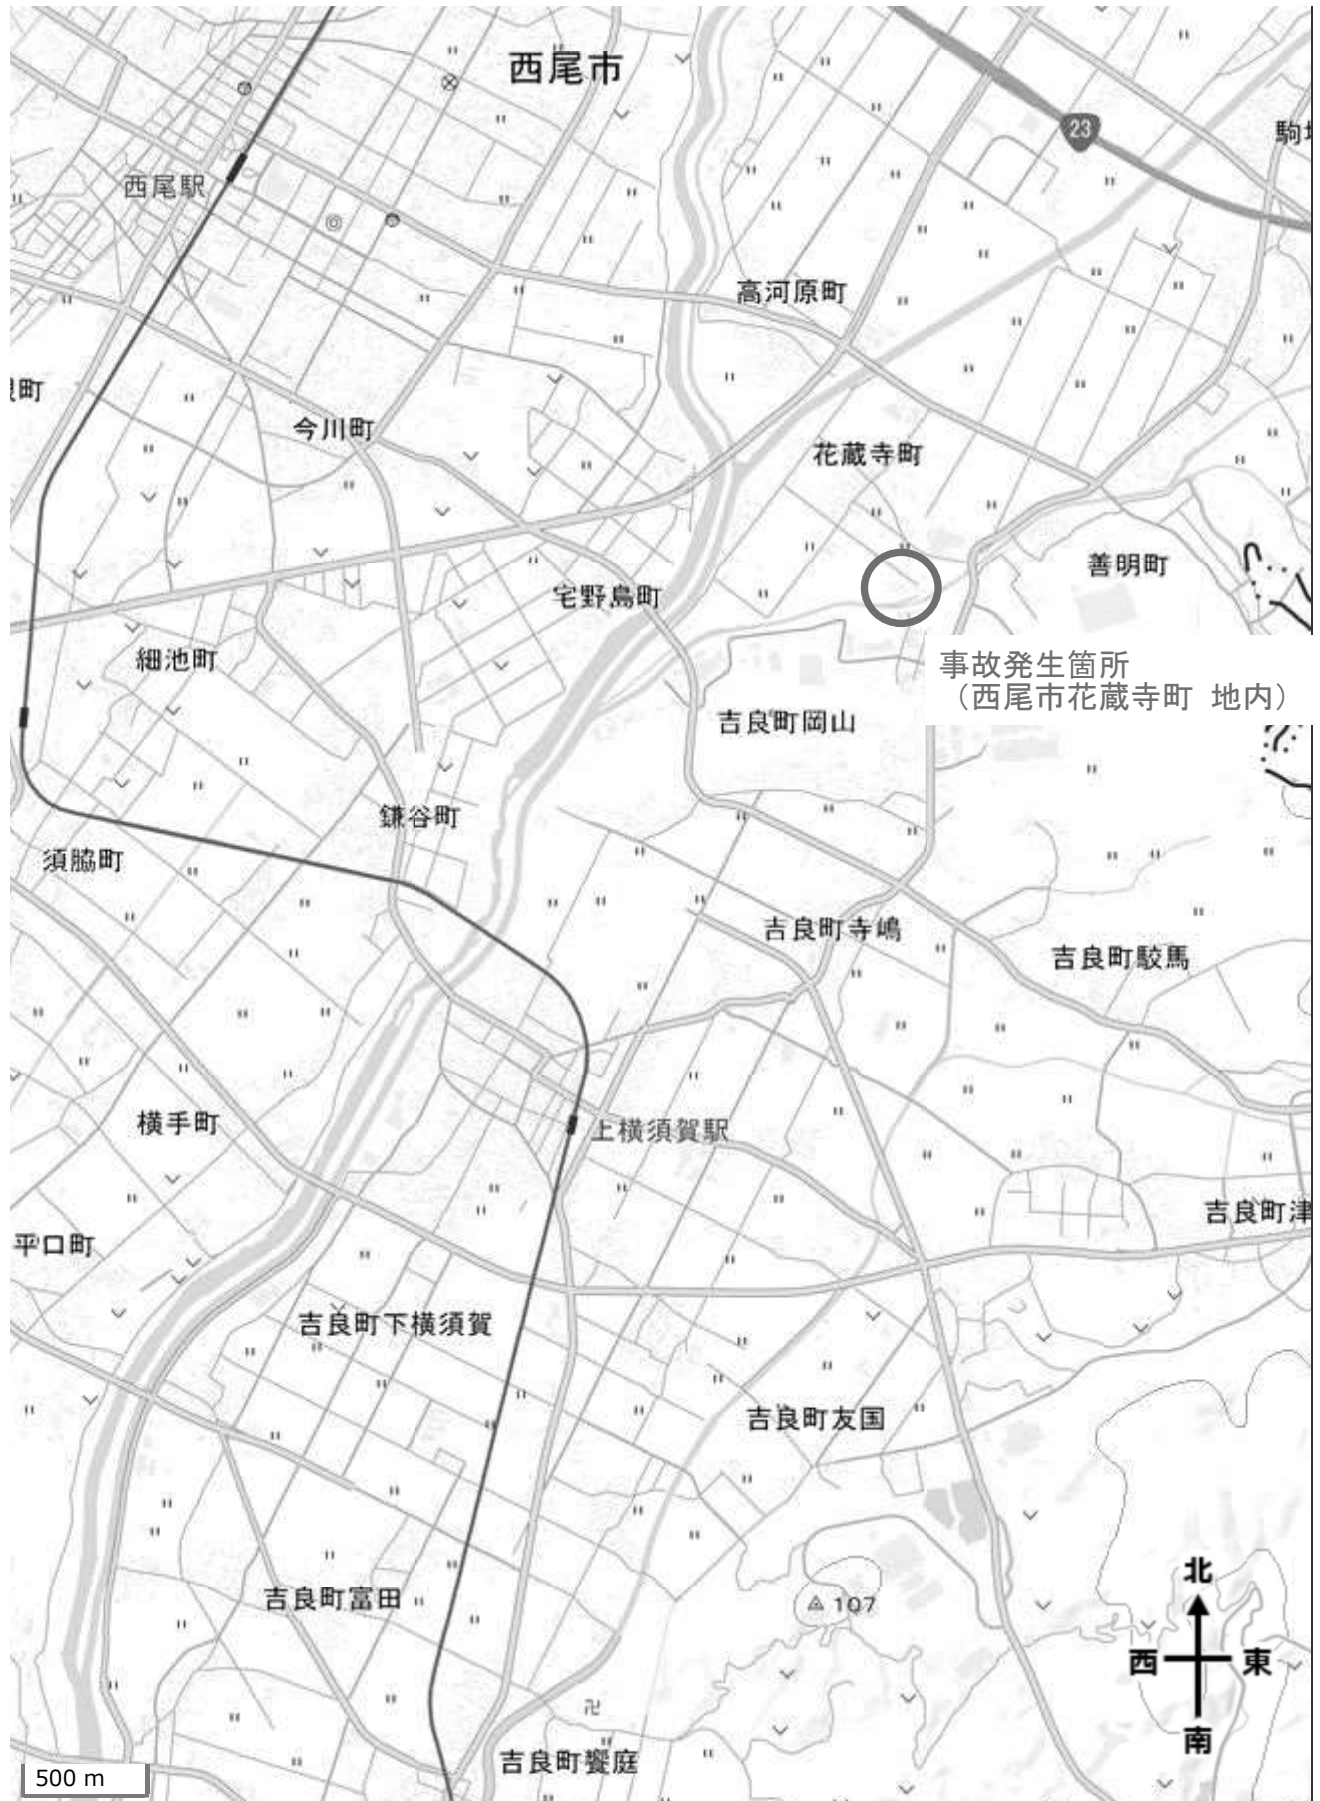 西尾市
23
西尾駅
高河原町
今川町
花蔵寺町
善明町
宅野島町
細池町
事故発生箇所
（西尾市花蔵寺町 地内）
吉良町岡山
鎌谷町
須脇町
吉良町寺嶋
吉良町駮馬
横手町
上横須賀駅
吉良町津
平口町
吉良町下横須賀
吉良町友国
北
吉良町富田
107
西
東
南
吉良町饗庭
500 m